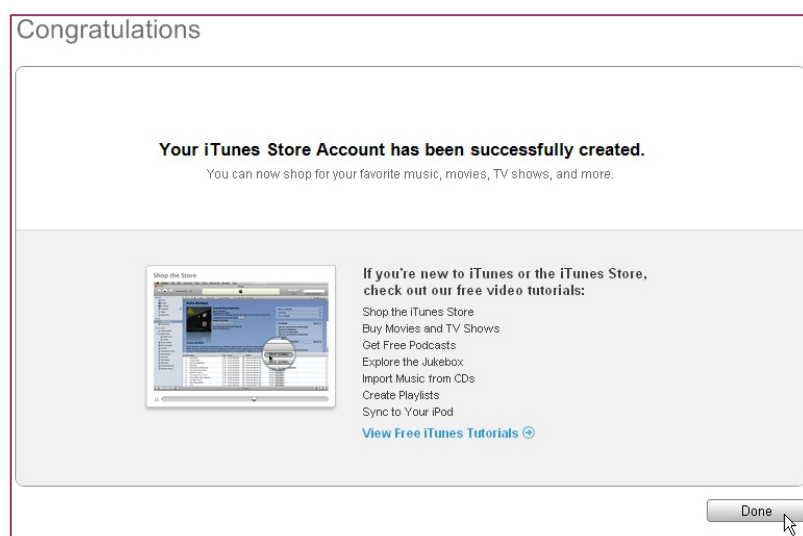 Congratulations
Your iTunes Store Account has been successfully created.
You can now shop for your favorite music, movies, TV shows, and more.
Shop the Store
If you're new to iTunes or the iTunes Store,
check out our free video tutorials:
Shop the iTunes Store
Buy Movies and TV Shows
Get Free Podcasts
Explore the Jukebox
Import Music from CDs
Create Playlists
Sync to Your iPod
View Free iTunes Tutorials
Done